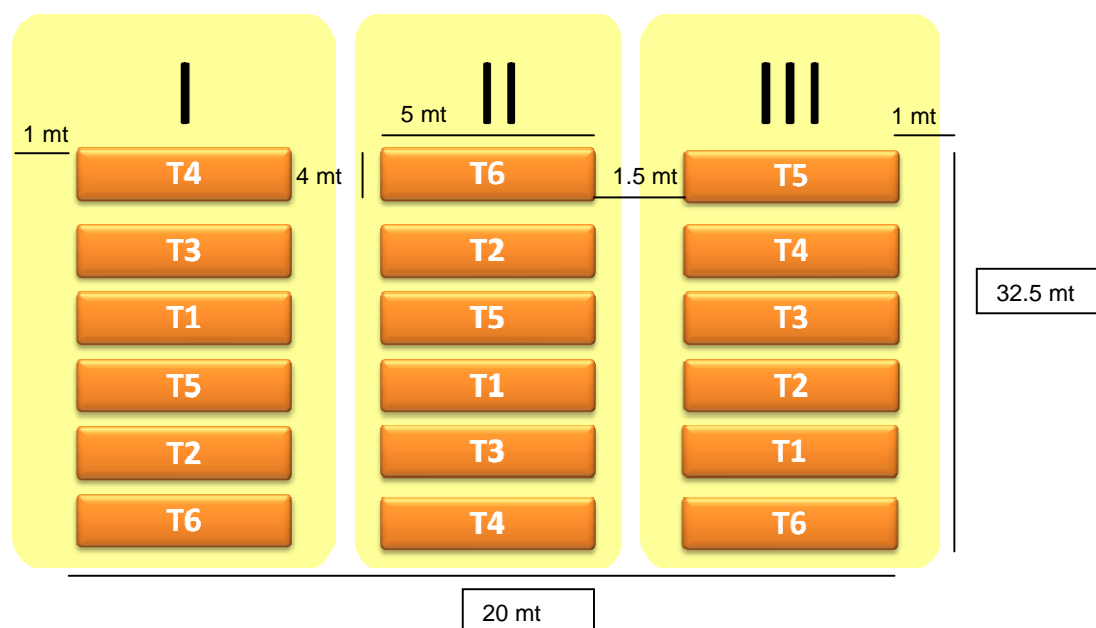 I II III
5 mt
1 mt 1 mt
T4 4 mt T6 1.5 mt T5
T3 T2 T4
T1 T5 T3
32.5 mt
T5 T1 T2
T2 T3 T1
T6 T4 T6
20 mt